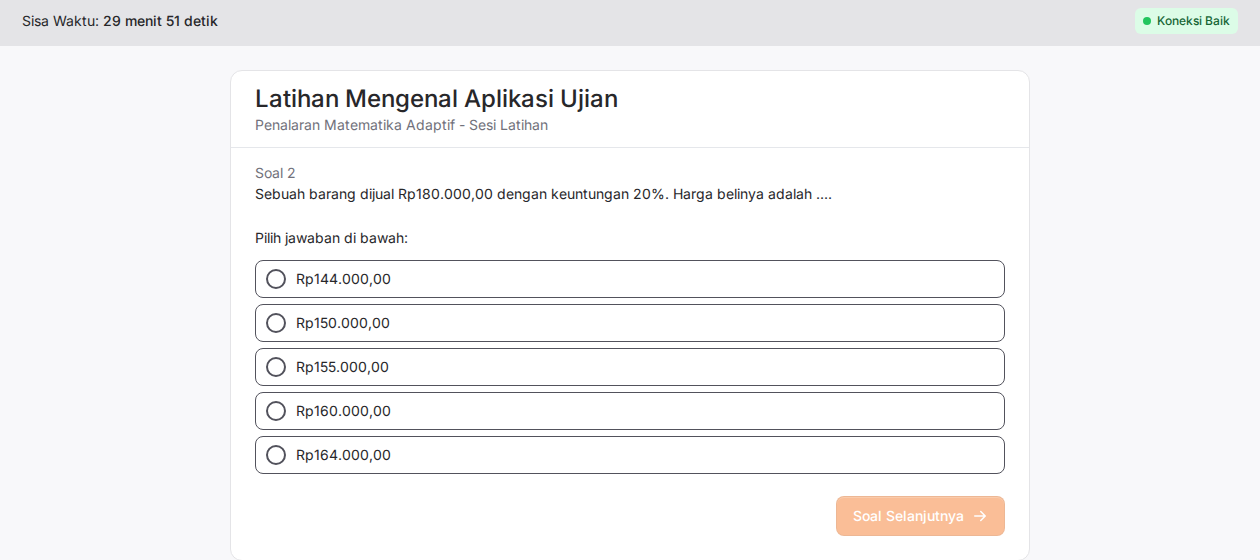 Sisa Waktu: 29 menit 51 detik
Koneksi Baik
Latihan Mengenal Aplikasi Ujian
Penalaran Matematika Adaptif - Sesi Latihan
Soal 2
Sebuah barang dijual Rp180.000,00 dengan keuntungan 20%. Harga belinya adalah ....
Pilih jawaban di bawah:
Rp144.000,00
Rp150.000,00
Rp155.000,00
Rp160.000,00
Rp164.000,00
Soal Selanjutnya →